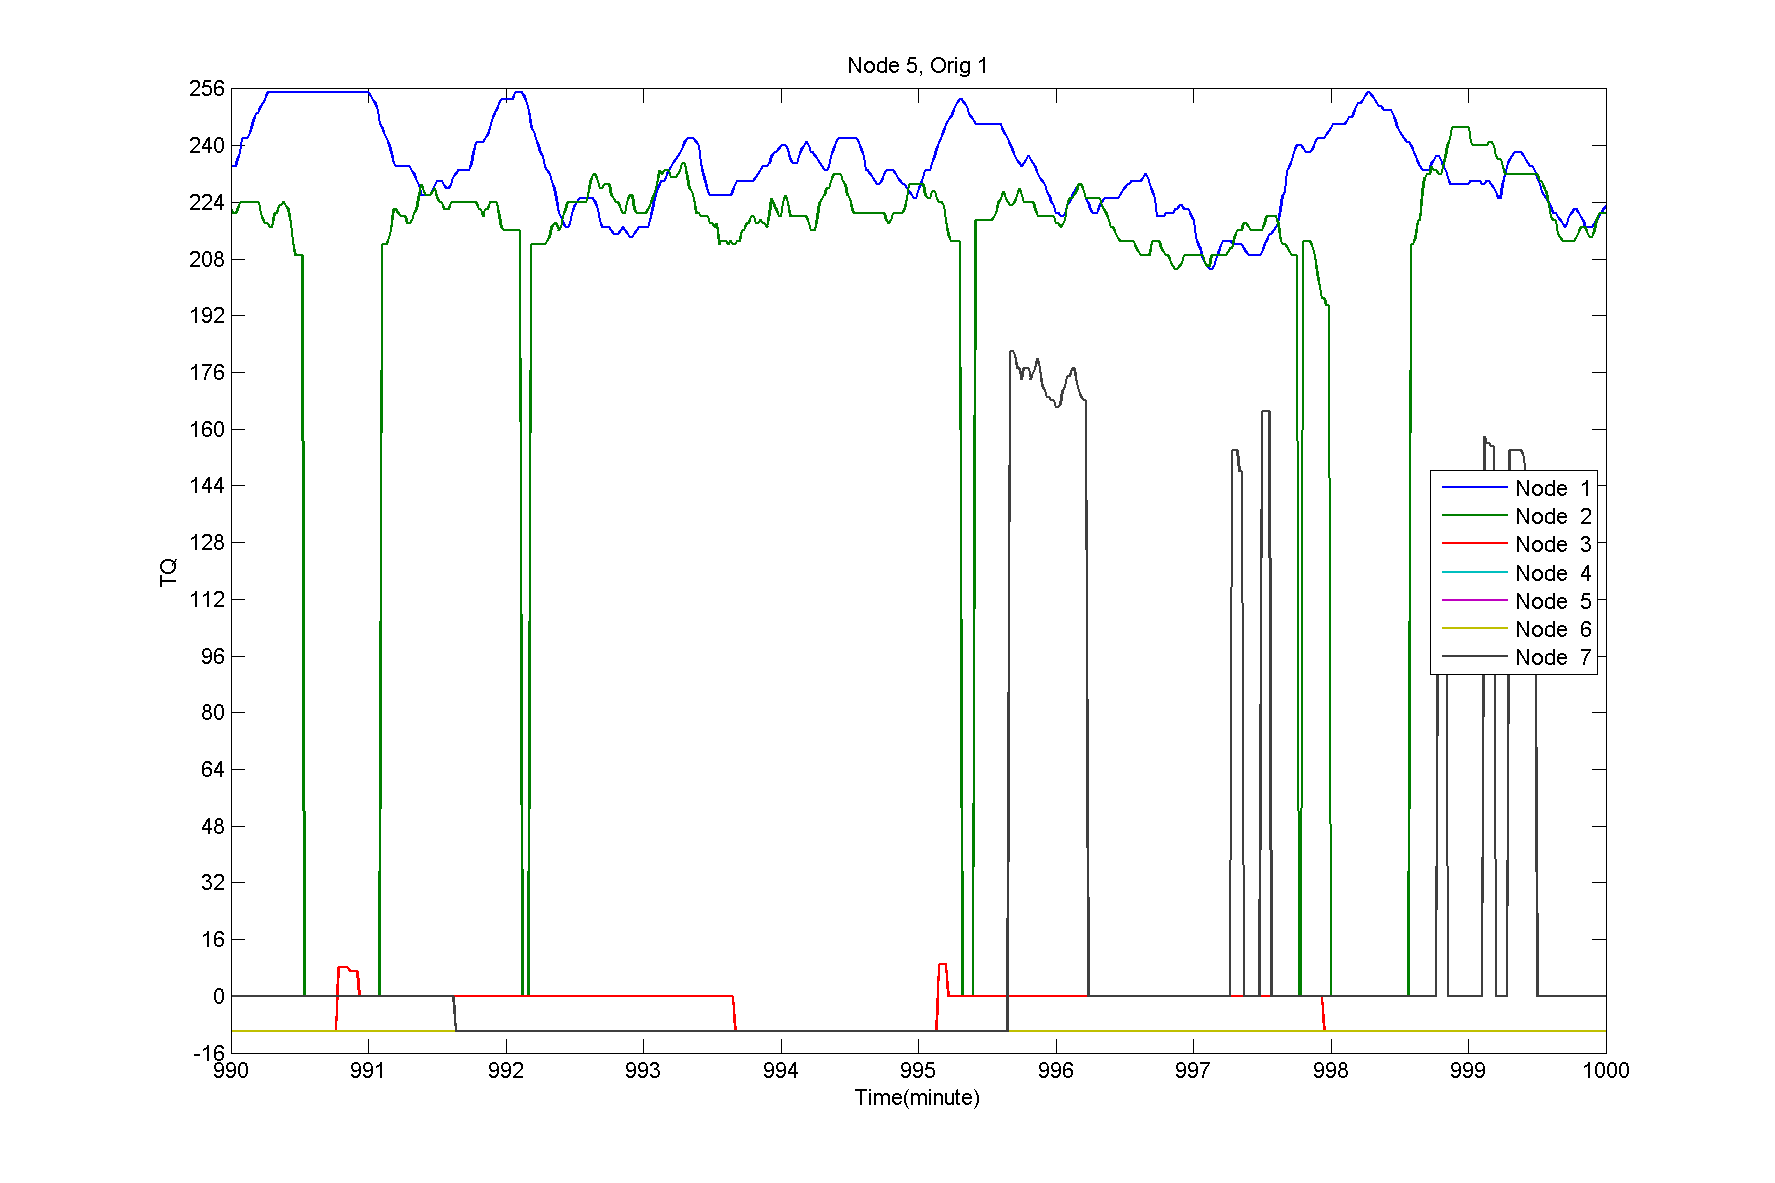 Node 5, Orig 1
256
240
224
208
192
176
160
144
128
112
96
80
64
48
32
16
0
-16
TQ
Node 1
Node 2
Node 3
Node 4
Node 5
Node 6
Node 7
990 991 992 993 994 995 996 997 998 999 1000
Time(minute)